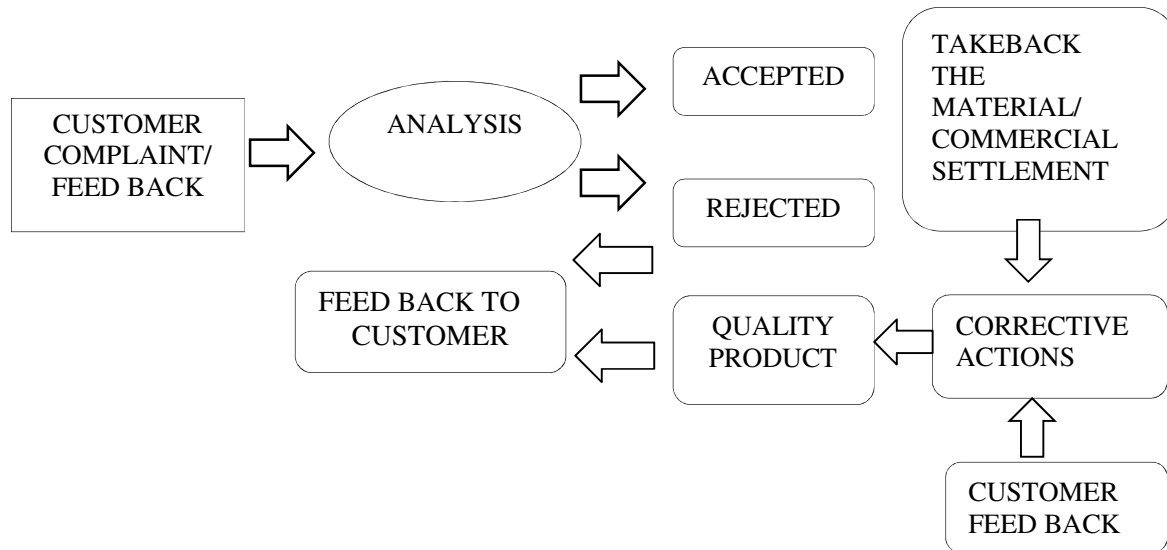 CUSTOMER
COMPLAINT/
FEED BACK
ANALYSIS
ACCEPTED
REJECTED
TAKEBACK
THE
MATERIAL/
COMMERCIAL
SETTLEMENT
FEED BACK TO
CUSTOMER
QUALITY
PRODUCT
CORRECTIVE
ACTIONS
CUSTOMER
FEED BACK